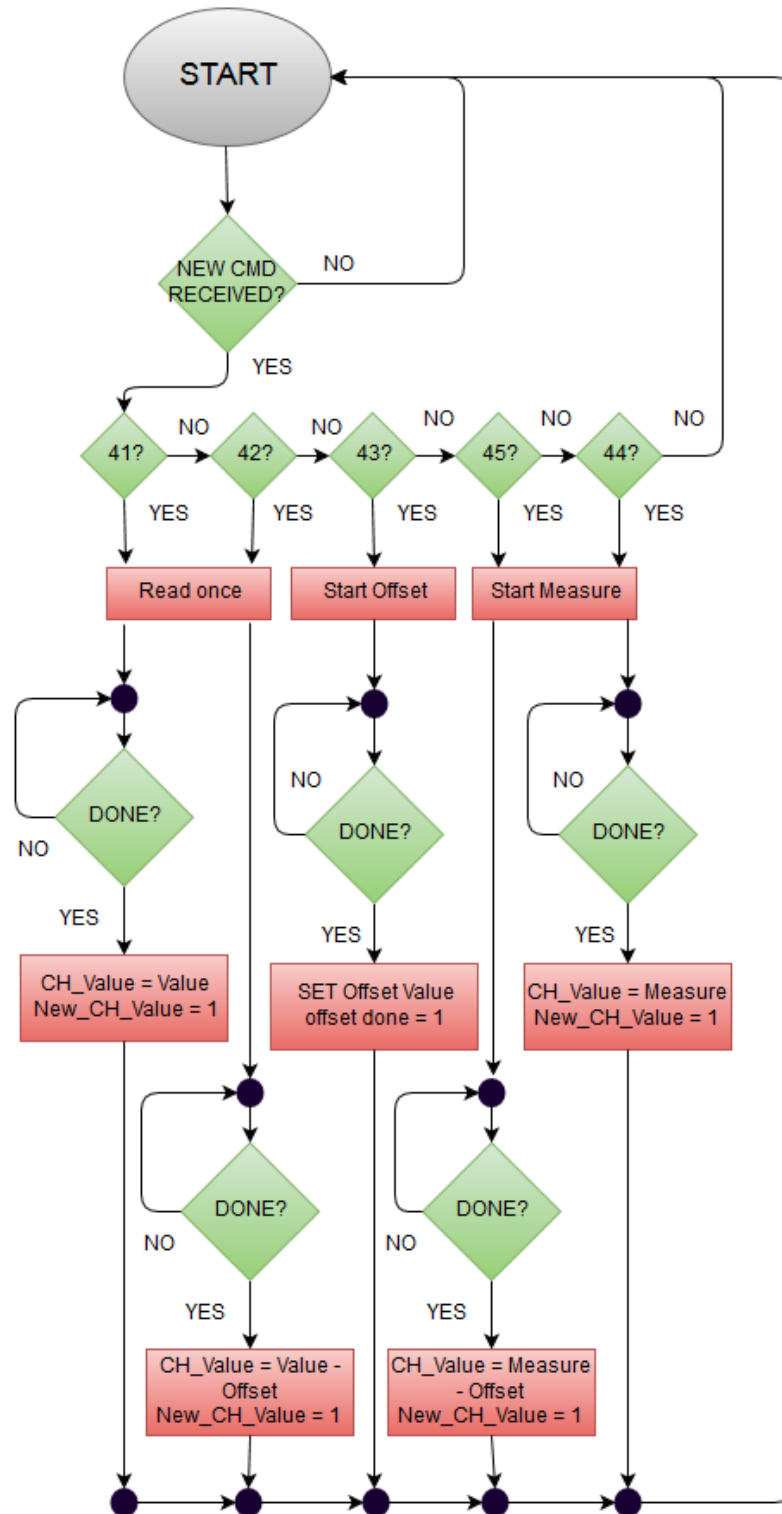 START
NEW CMD
RECEIVED?
NO
YES
41?
NO
42?
NO
43?
NO
45?
NO
44?
NO
YES
YES
YES
YES
YES
Read once
Start Offset
Start Measure
DONE?
NO
YES
NO
DONE?
YES
NO
DONE?
YES
CH_Value = Value
New_CH_Value = 1
SET Offset Value
offset done = 1
CH_Value = Measure
New_CH_Value = 1
DONE?
NO
YES
DONE?
NO
YES
CH_Value = Value -
Offset
New_CH_Value = 1
CH_Value = Measure
- Offset
New_CH_Value = 1